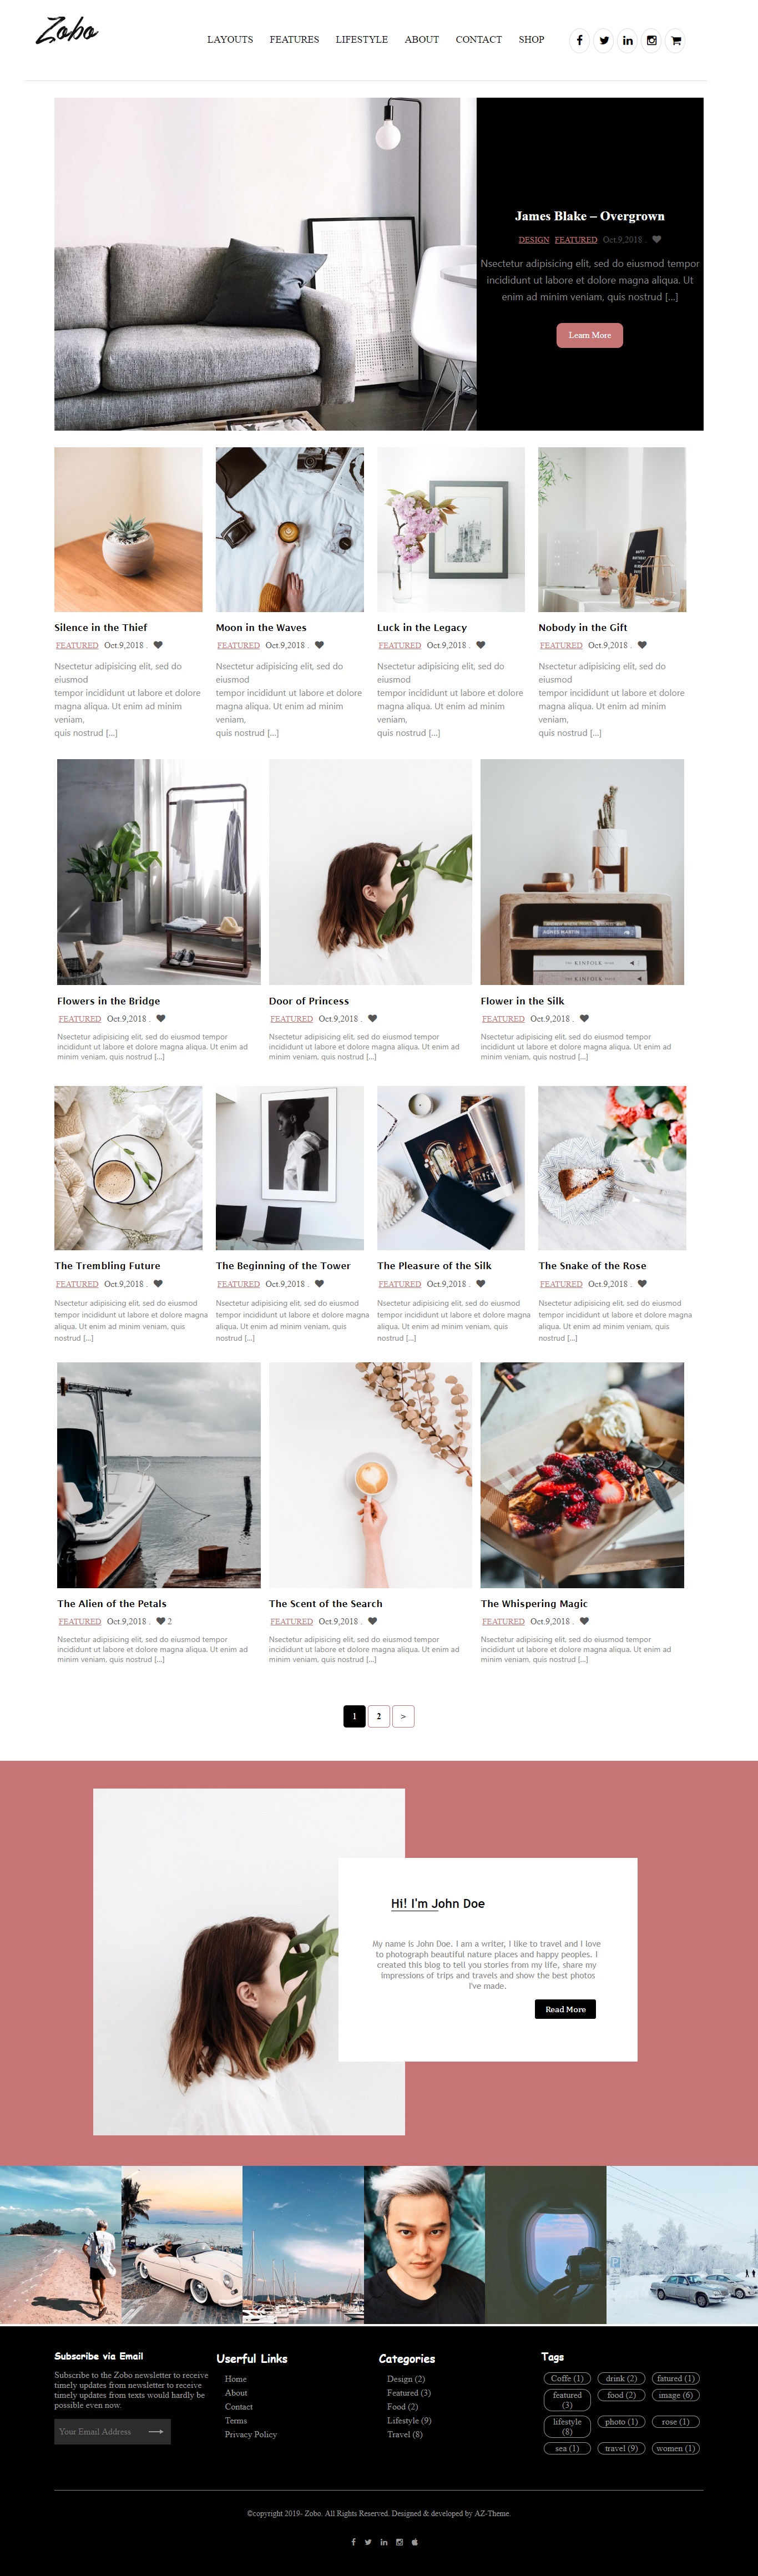 Zobo
LAYOUTS FEATURES LIFESTYLE ABOUT CONTACT SHOP
James Blake – Overgrown
DESIGN FEATURED Oct.9,2018 .
Nsectetur adipisicing elit, sed do eiusmod tempor
incididunt ut labore et dolore magna aliqua. Ut
enim ad minim veniam, quis nostrud [...]
Learn More
Silence in the Thief
FEATURED Oct.9,2018 .
Nsectetur adipisicing elit, sed do
eiusmod
tempor incididunt ut labore et dolore
magna aliqua. Ut enim ad minim
veniam,
quis nostrud [...]
Moon in the Waves
FEATURED Oct.9,2018 .
Nsectetur adipisicing elit, sed do
eiusmod
tempor incididunt ut labore et dolore
magna aliqua. Ut enim ad minim
veniam,
quis nostrud [...]
Luck in the Legacy
FEATURED Oct.9,2018 .
Nsectetur adipisicing elit, sed do
eiusmod
tempor incididunt ut labore et dolore
magna aliqua. Ut enim ad minim
veniam,
quis nostrud [...]
Nobody in the Gift
FEATURED Oct.9,2018 .
Nsectetur adipisicing elit, sed do
eiusmod
tempor incididunt ut labore et dolore
magna aliqua. Ut enim ad minim
veniam,
quis nostrud [...]
AGNES MARTIN
THE KINFOLK
THE KINFOLK
Flowers in the Bridge
FEATURED Oct.9,2018 .
Nsectetur adipisicing elit, sed do eiusmod tempor
incididunt ut labore et dolore magna aliqua. Ut enim ad
minim veniam, quis nostrud [...]
Door of Princess
FEATURED Oct.9,2018 .
Nsectetur adipisicing elit, sed do eiusmod tempor
incididunt ut labore et dolore magna aliqua. Ut enim ad
minim veniam, quis nostrud [...]
Flower in the Silk
FEATURED Oct.9,2018 .
Nsectetur adipisicing elit, sed do eiusmod tempor
incididunt ut labore et dolore magna aliqua. Ut enim ad
minim veniam, quis nostrud [...]
The Trembling Future
FEATURED Oct.9,2018 .
Nsectetur adipisicing elit, sed do eiusmod
tempor incididunt ut labore et dolore magna
aliqua. Ut enim ad minim veniam, quis
nostrud [...]
The Beginning of the Tower
FEATURED Oct.9,2018 .
Nsectetur adipisicing elit, sed do eiusmod
tempor incididunt ut labore et dolore magna
aliqua. Ut enim ad minim veniam, quis
nostrud [...]
The Pleasure of the Silk
FEATURED Oct.9,2018 .
Nsectetur adipisicing elit, sed do eiusmod
tempor incididunt ut labore et dolore magna
aliqua. Ut enim ad minim veniam, quis
nostrud [...]
The Snake of the Rose
FEATURED Oct.9,2018 .
Nsectetur adipisicing elit, sed do eiusmod
tempor incididunt ut labore et dolore magna
aliqua. Ut enim ad minim veniam, quis
nostrud [...]
The Alien of the Petals
FEATURED Oct.9,2018 . 2
Nsectetur adipisicing elit, sed do eiusmod tempor
incididunt ut labore et dolore magna aliqua. Ut enim ad
minim veniam, quis nostrud [...]
The Scent of the Search
FEATURED Oct.9,2018 .
Nsectetur adipisicing elit, sed do eiusmod tempor
incididunt ut labore et dolore magna aliqua. Ut enim ad
minim veniam, quis nostrud [...]
The Whispering Magic
FEATURED Oct.9,2018 .
Nsectetur adipisicing elit, sed do eiusmod tempor
incididunt ut labore et dolore magna aliqua. Ut enim ad
minim veniam, quis nostrud [...]
1 2 >
Hi! I'm John Doe
My name is John Doe. I am a writer, I like to travel and I love
to photograph beautiful nature places and happy peoples. I
created this blog to tell you stories from my life, share my
impressions of trips and travels and show the best photos
I've made.
Read More
Subscribe via Email
Subscribe to the Zobo newsletter to receive
timely updates from newsletter to receive
timely updates from texts would hardly be
possible even now.
Your Email Address
Userful Links
Home
About
Contact
Terms
Privacy Policy
Categories
Design (2)
Featured (3)
Food (2)
Lifestyle (9)
Travel (8)
Tags
Coffe (1) drink (2) fatured (1)
featured (3) food (2) image (6)
lifestyle (8) photo (1) rose (1)
sea (1) travel (9) women (1)
©copyright 2019- Zobo. All Rights Reserved. Designed & developed by AZ-Theme.